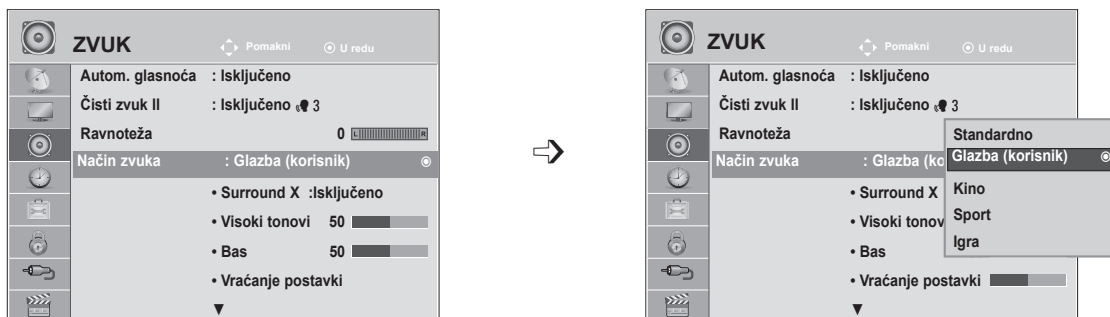 ZVUK Pomakni U redu
Autom. glasnoća : Isključeno
Čisti zvuk II : Isključeno 3
Ravnoteža 0 L R
Način zvuka : Glazba (korisnik)
• Surround X :Isključeno
• Visoki tonovi 50
• Bas 50
• Vraćanje postavki
▼
ZVUK Pomakni U redu
Autom. glasnoća : Isključeno
Čisti zvuk II : Isključeno 3
Ravnoteža
Način zvuka : Glazba (ko
• Surround X
• Visoki tonov
• Bas
• Vraćanje postavki
▼
Standardno
Glazba (korisnik)
Kino
Sport
Igra